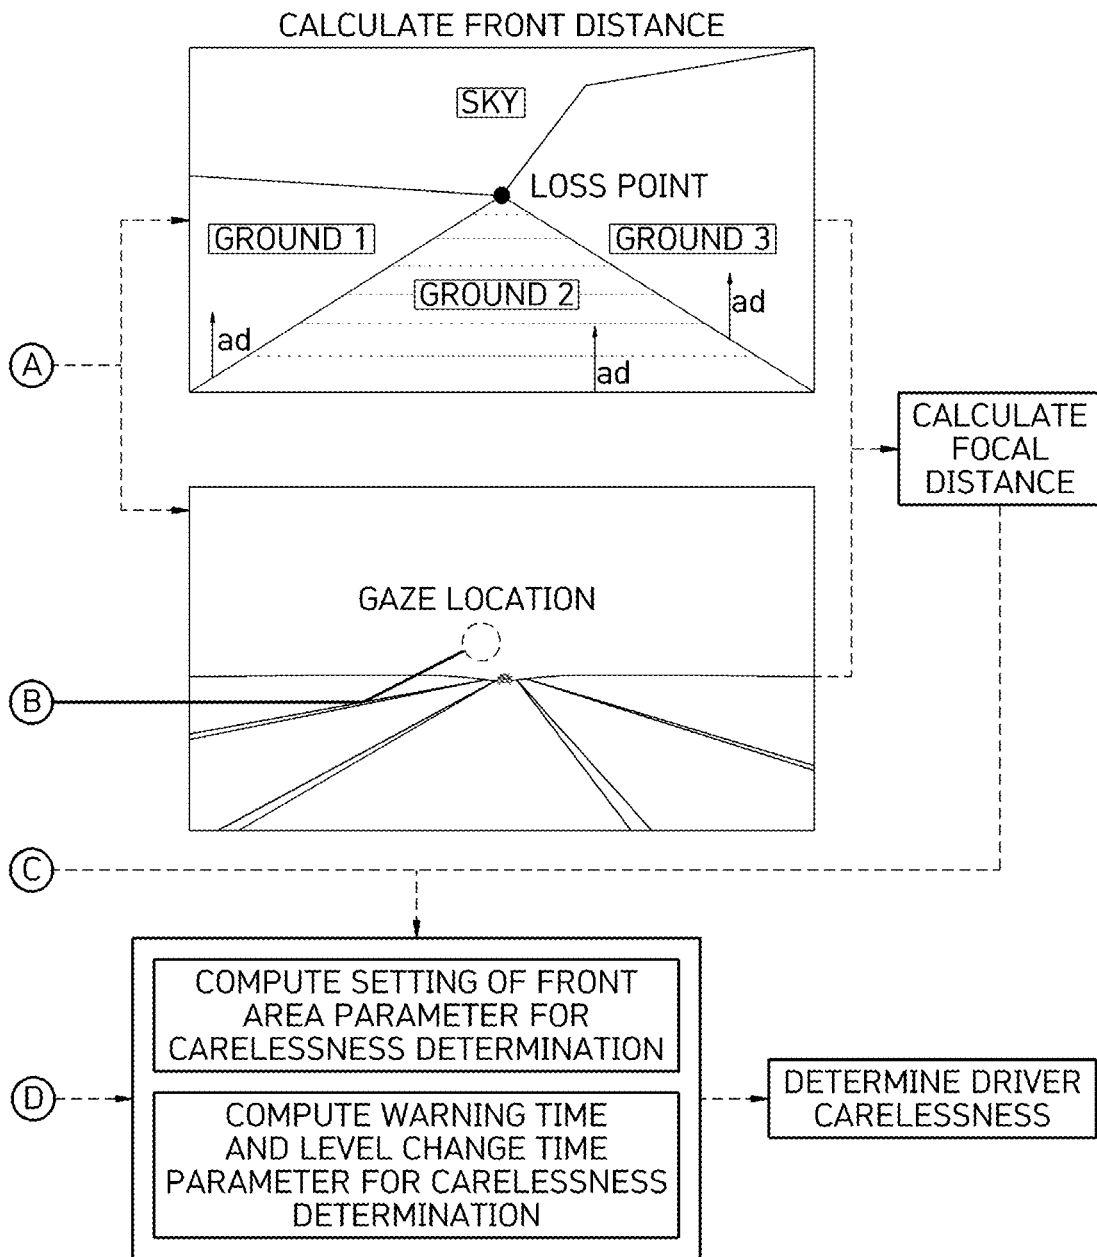 CALCULATE FRONT DISTANCE
SKY
LOSS POINT
GROUND 1
GROUND 3
GROUND 2
ad
ad
ad
A
CALCULATE
FOCAL
DISTANCE
GAZE LOCATION
B
C
COMPUTE SETTING OF FRONT
AREA PARAMETER FOR
CARELESSNESS DETERMINATION
D
COMPUTE WARNING TIME
AND LEVEL CHANGE TIME
PARAMETER FOR CARELESSNESS
DETERMINATION
DETERMINE DRIVER
CARELESSNESS